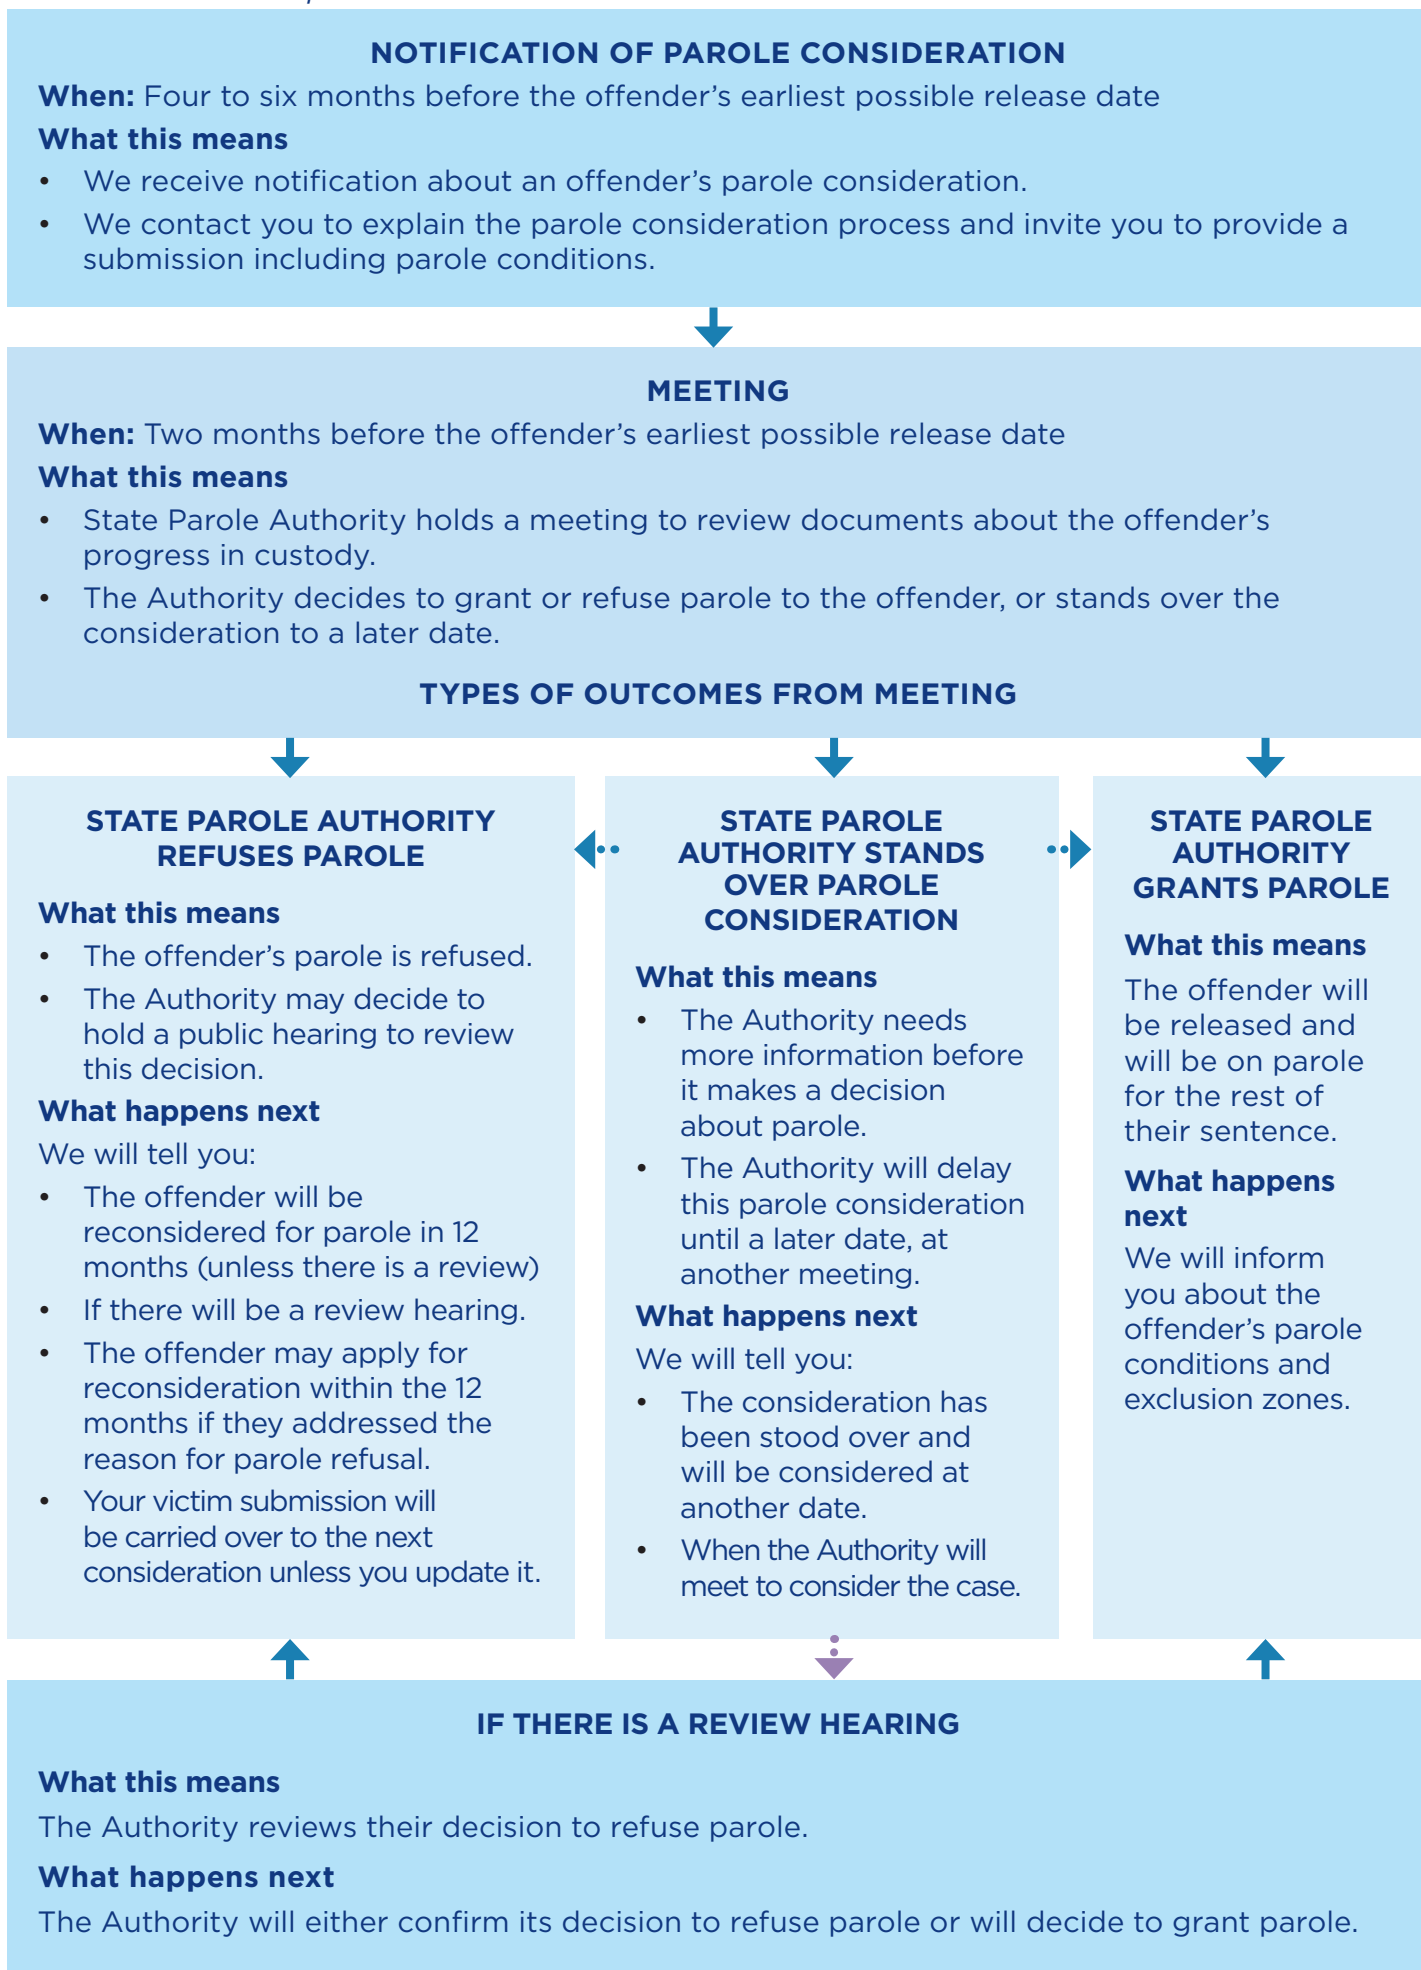 NOTIFICATION OF PAROLE CONSIDERATION
When: Four to six months before the offender’s earliest possible release date
What this means
• We receive notification about an offender’s parole consideration.
• We contact you to explain the parole consideration process and invite you to provide a
submission including parole conditions.
MEETING
When: Two months before the offender’s earliest possible release date
What this means
• State Parole Authority holds a meeting to review documents about the offender’s
progress in custody.
• The Authority decides to grant or refuse parole to the offender, or stands over the
consideration to a later date.
TYPES OF OUTCOMES FROM MEETING
STATE PAROLE AUTHORITY
REFUSES PAROLE
What this means
• The offender’s parole is refused.
• The Authority may decide to
hold a public hearing to review
this decision.
What happens next
We will tell you:
• The offender will be
reconsidered for parole in 12
months (unless there is a review)
• If there will be a review hearing.
• The offender may apply for
reconsideration within the 12
months if they addressed the
reason for parole refusal.
• Your victim submission will
be carried over to the next
consideration unless you update it.
STATE PAROLE
AUTHORITY STANDS
OVER PAROLE
CONSIDERATION
What this means
• The Authority needs
more information before
it makes a decision
about parole.
• The Authority will delay
this parole consideration
until a later date, at
another meeting.
What happens next
We will tell you:
• The consideration has
been stood over and
will be considered at
another date.
• When the Authority will
meet to consider the case.
STATE PAROLE
AUTHORITY
GRANTS PAROLE
What this means
The offender will
be released and
will be on parole
for the rest of
their sentence.
What happens
next
We will inform
you about the
offender’s parole
conditions and
exclusion zones.
IF THERE IS A REVIEW HEARING
What this means
The Authority reviews their decision to refuse parole.
What happens next
The Authority will either confirm its decision to refuse parole or will decide to grant parole.